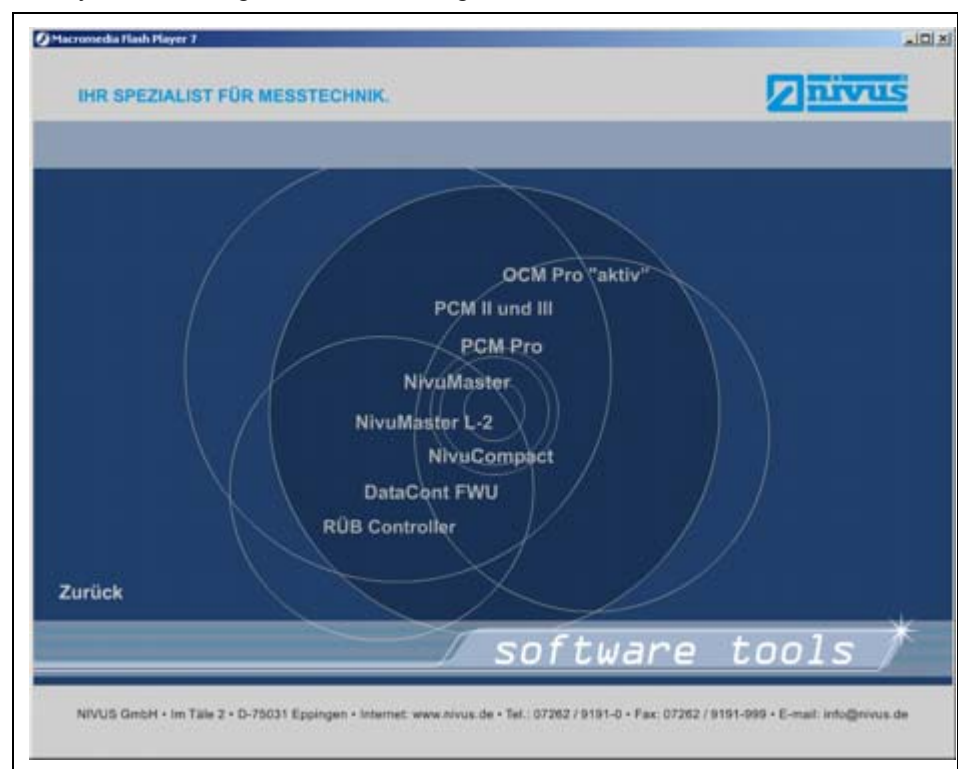 Macromedia Flash Player 7
IHR SPEZIALIST FÜR MESSTECHNIK.
nivus
OCM Pro "aktiv"
PCM II und III
PCM Pro
NivuMaster
NivuMaster L-2
NivuCompact
DataCont FWU
RÜB Controller
Zurück
software tools
NIVUS GmbH • Im Täle 2 • D-75031 Eppingen • Internet: www.nivus.de • Tel.: 07262 / 9191-0 • Fax: 07262 / 9191-999 • E-mail: info@nivus.de